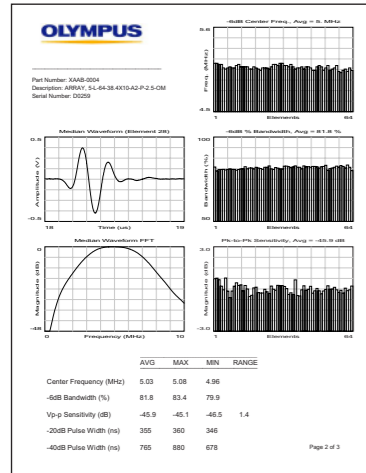 OLYMPUS
Part Number: XAAB-0004
Description: ARRAY, 5-L-64-38.4X10-A2-P-2.5-OM
Serial Number: D0259
-6dB Center Freq., Avg = 5. MHz
5.8
Freq. (MHz)
4.5
1 Elements 64
Median Waveform (Element 28)
0.5
Amplitude (V)
-0.5
18 Time (us) 19
-6dB % Bandwidth, Avg = 81.8 %
100
Bandwidth (%)
50
1 Elements 64
Median Waveform FFT
0
Magnitude (dB)
-48
0 Frequency (MHz) 10
Pk-to-Pk Sensitivity, Avg = -45.9 dB
3.0
Magnitude (dB)
-3.0
1 Elements 64
AVG MAX MIN RANGE
Center Frequency (MHz) 5.03 5.08 4.96
-6dB Bandwidth (%) 81.8 83.4 79.9
Vp-p Sensitivity (dB) -45.9 -45.1 -46.5 1.4
-20dB Pulse Width (ns) 355 360 346
-40dB Pulse Width (ns) 765 880 678
Page 2 of 3